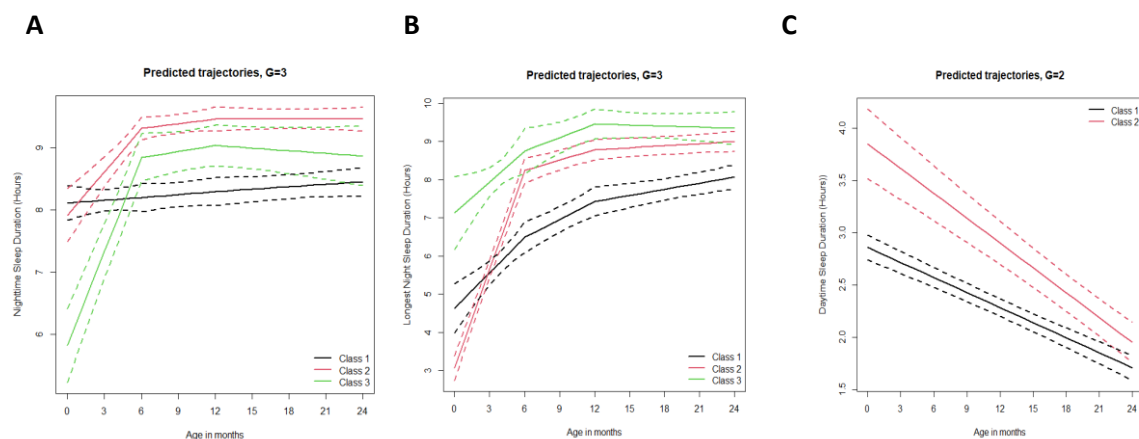 A
B
C
Predicted trajectories, G=3
Nighttime Sleep Duration (Hours)
9
8
7
6
Class 1
Class 2
Class 3
0 3 6 9 12 15 18 21 24
Age in months
Predicted trajectories, G=3
Longest Night Sleep Duration (Hours)
10
9
8
7
6
5
4
3
Class 1
Class 2
Class 3
0 3 6 9 12 15 18 21 24
Age in months
Predicted trajectories, G=2
Daytime Sleep Duration (Hours))
4.0
3.5
3.0
2.5
2.0
1.5
Class 1
Class 2
0 3 6 9 12 15 18 21 24
Age in months